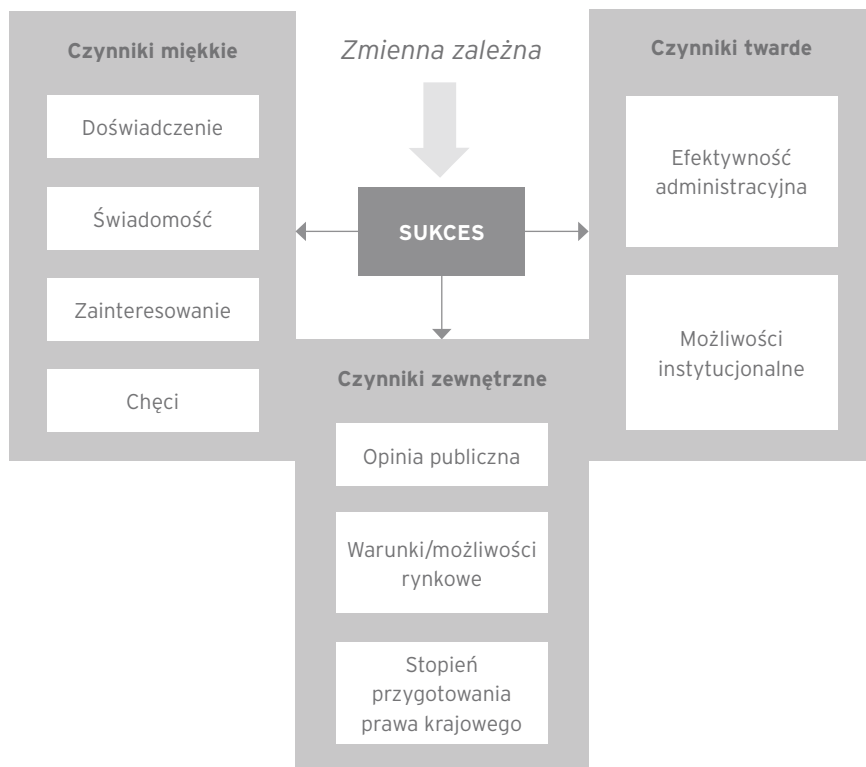 Czynniki miękkie
Doświadczenie
Świadomość
Zainteresowanie
Chęci
Zmienna zależna
SUKCES
Czynniki twarde
Efektywność
administracyjna
Możliwości
instytucjonalne
Czynniki zewnętrzne
Opinia publiczna
Warunki/możliwości
rynkowe
Stopień
przygotowania
prawa krajowego